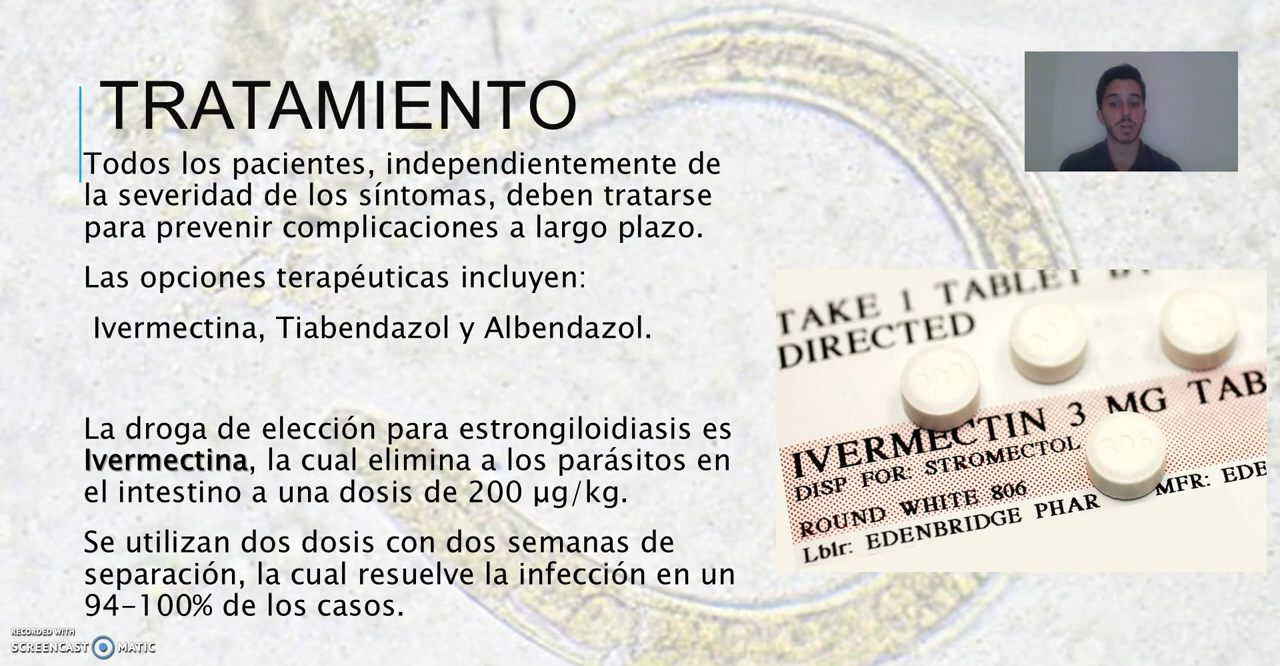 TRATAMIENTO
Todos los pacientes, independientemente de
la severidad de los síntomas, deben tratarse
para prevenir complicaciones a largo plazo.
Las opciones terapéuticas incluyen:
Ivermectina, Tiabendazol y Albendazol.
La droga de elección para estrongiloidiasis es
Ivermectina, la cual elimina a los parásitos en
el intestino a una dosis de 200 µg/kg.
Se utilizan dos dosis con dos semanas de
separación, la cual resuelve la infección en un
94-100% de los casos.
TAKE 1 TABLET
DIRECTED
IVERMECTIN 3 MG TAB
DISP FOR: STROMECTOL
ROUND WHITE 806
MFR: EDE
Lblr: EDENBRIDGE PHAR
RECORDED WITH
SCREENCAST MATIC